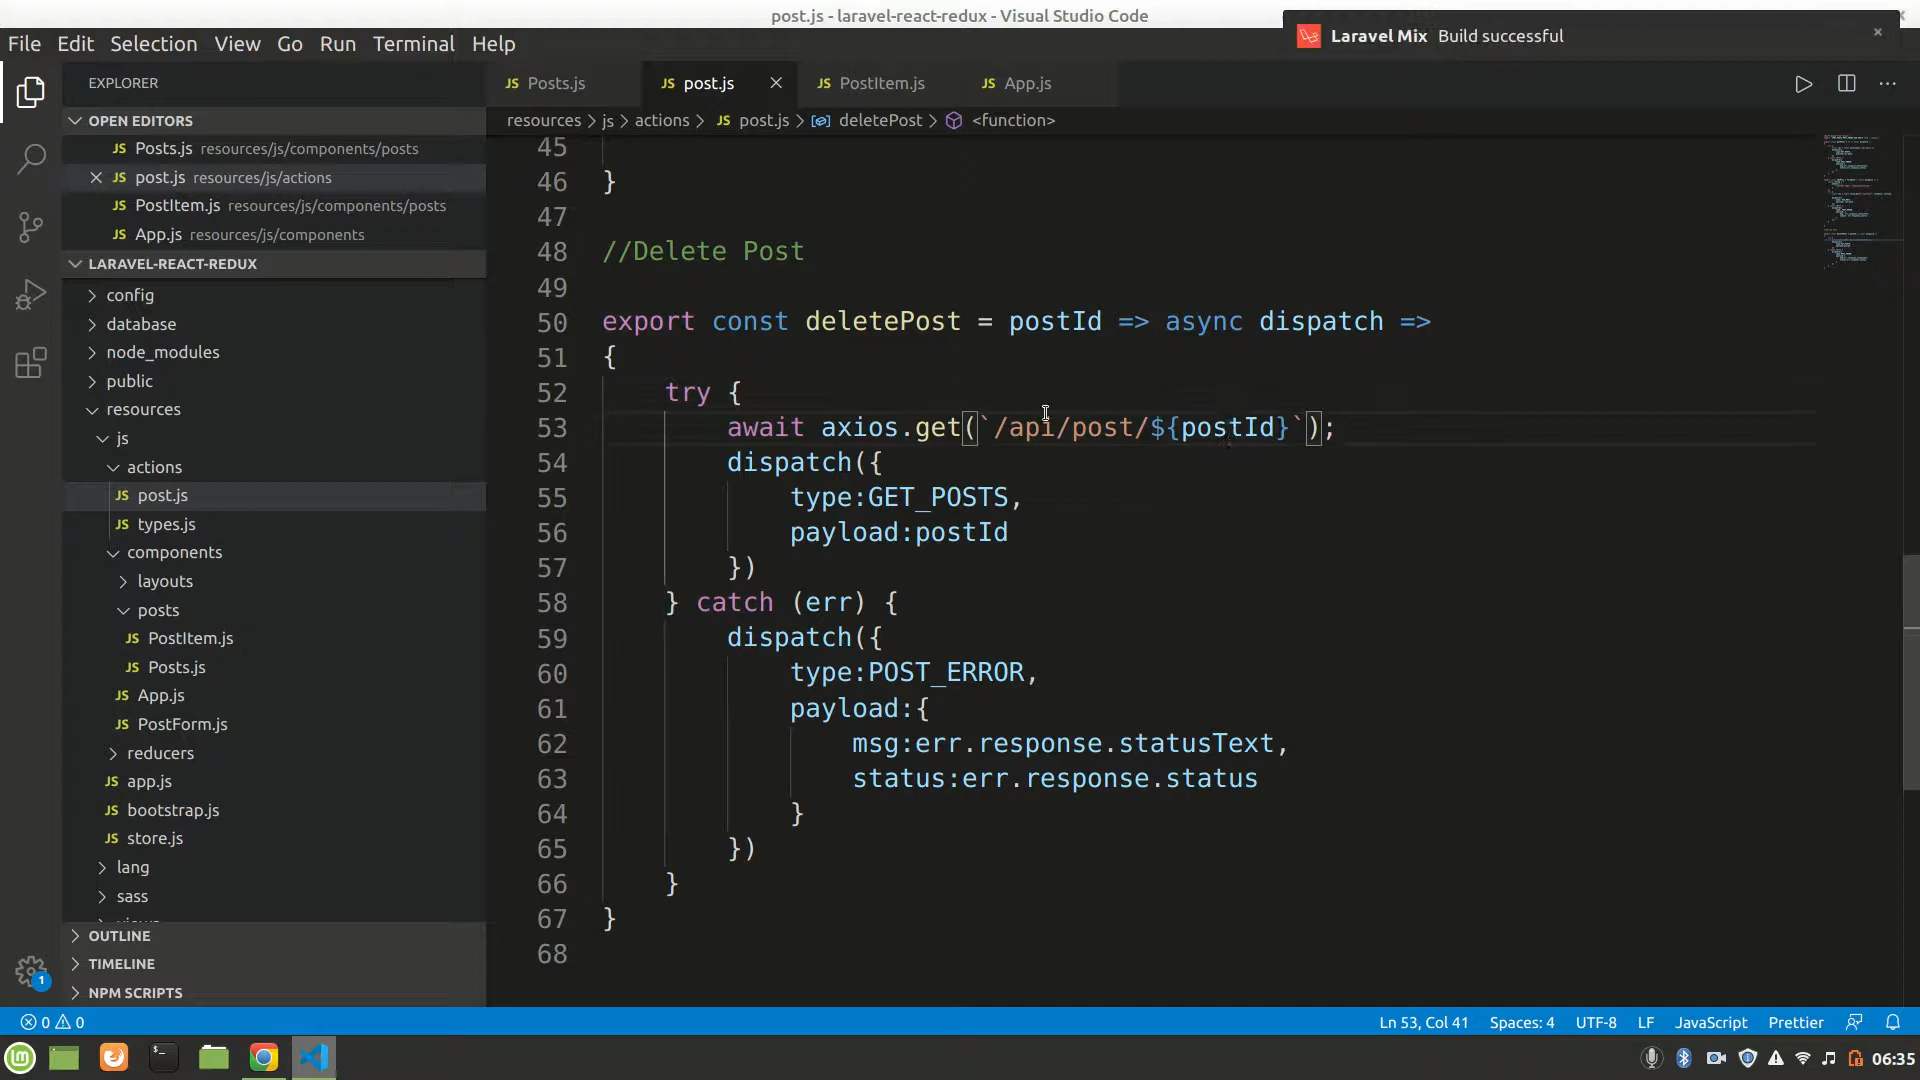 post.js - laravel-react-redux - Visual Studio Code
Laravel Mix Build successful
File Edit Selection View Go Run Terminal Help
EXPLORER
JS Posts.js
JS post.js
JS PostItem.js
JS App.js
OPEN EDITORS
resources > js > actions > JS post.js > deletePost > <function>
JS Posts.js resources/js/components/posts
JS post.js resources/js/actions
JS PostItem.js resources/js/components/posts
JS App.js resources/js/components
LARAVEL-REACT-REDUX
config
database
node_modules
public
resources
js
actions
JS post.js
JS types.js
components
layouts
posts
JS PostItem.js
JS Posts.js
JS App.js
JS PostForm.js
reducers
JS app.js
JS bootstrap.js
JS store.js
lang
sass
OUTLINE
TIMELINE
NPM SCRIPTS
45
46 }
47
48 //Delete Post
49
50 export const deletePost = postId => async dispatch =>
51 {
52 try {
53 await axios.get(`/api/post/${postId}`);
54 dispatch({
55 type:GET_POSTS,
56 payload:postId
57 })
58 } catch (err) {
59 dispatch({
60 type:POST_ERROR,
61 payload:{
62 msg:err.response.statusText,
63 status:err.response.status
64 }
65 })
66 }
67 }
68
1
0 0
Ln 53, Col 41 Spaces: 4 UTF-8 LF JavaScript Prettier
06:35